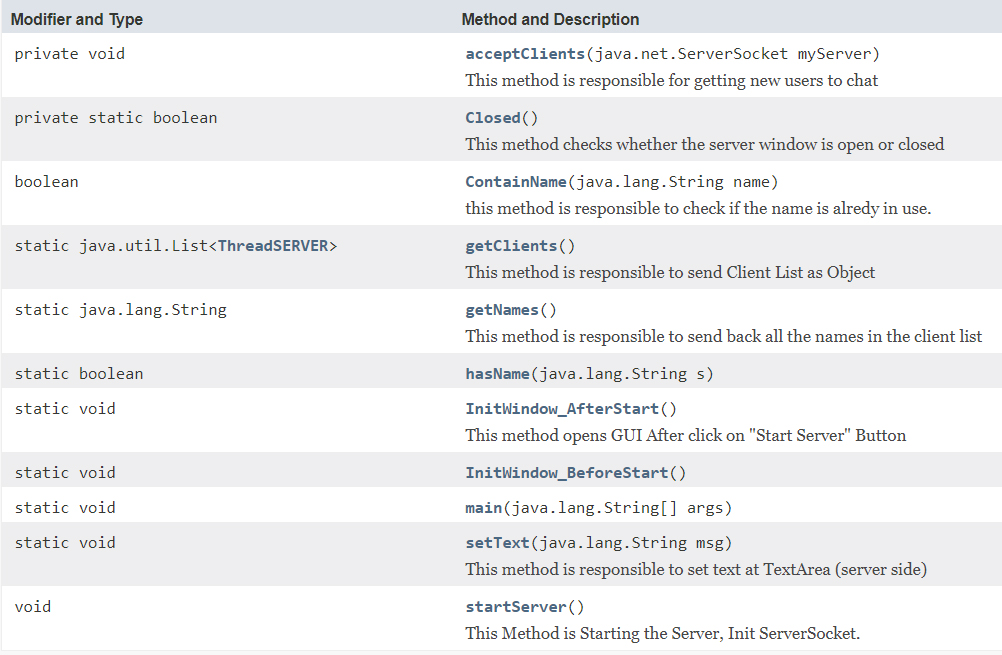 Modifier and Type Method and Description
private void acceptClients(java.net.ServerSocket myServer)
This method is responsible for getting new users to chat
private static boolean Closed()
This method checks whether the server window is open or closed
boolean ContainName(java.lang.String name)
this method is responsible to check if the name is alredy in use.
static java.util.List<ThreadSERVER> getClients()
This method is responsible to send Client List as Object
static java.lang.String getNames()
This method is responsible to send back all the names in the client list
static boolean hasName(java.lang.String s)
static void InitWindow_AfterStart()
This method opens GUI After click on "Start Server" Button
static void InitWindow_BeforeStart()
static void main(java.lang.String[] args)
static void setText(java.lang.String msg)
This method is responsible to set text at TextArea (server side)
void startServer()
This Method is Starting the Server, Init ServerSocket.